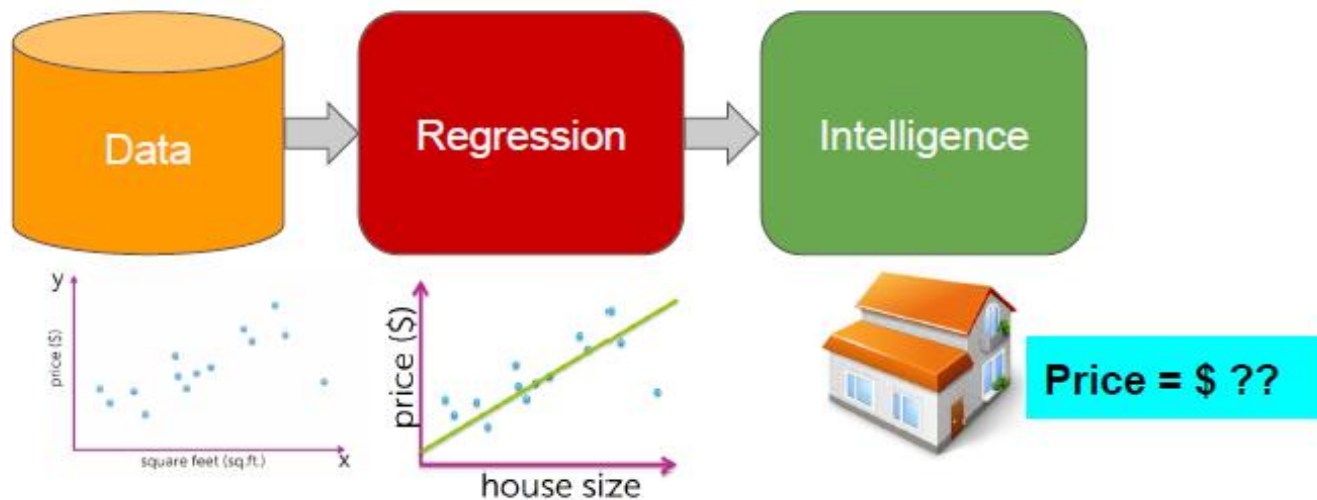 Data
Regression
Intelligence
y
price ($)
square feet (sq.ft.)
x
price ($)
house size
Price = $ ??